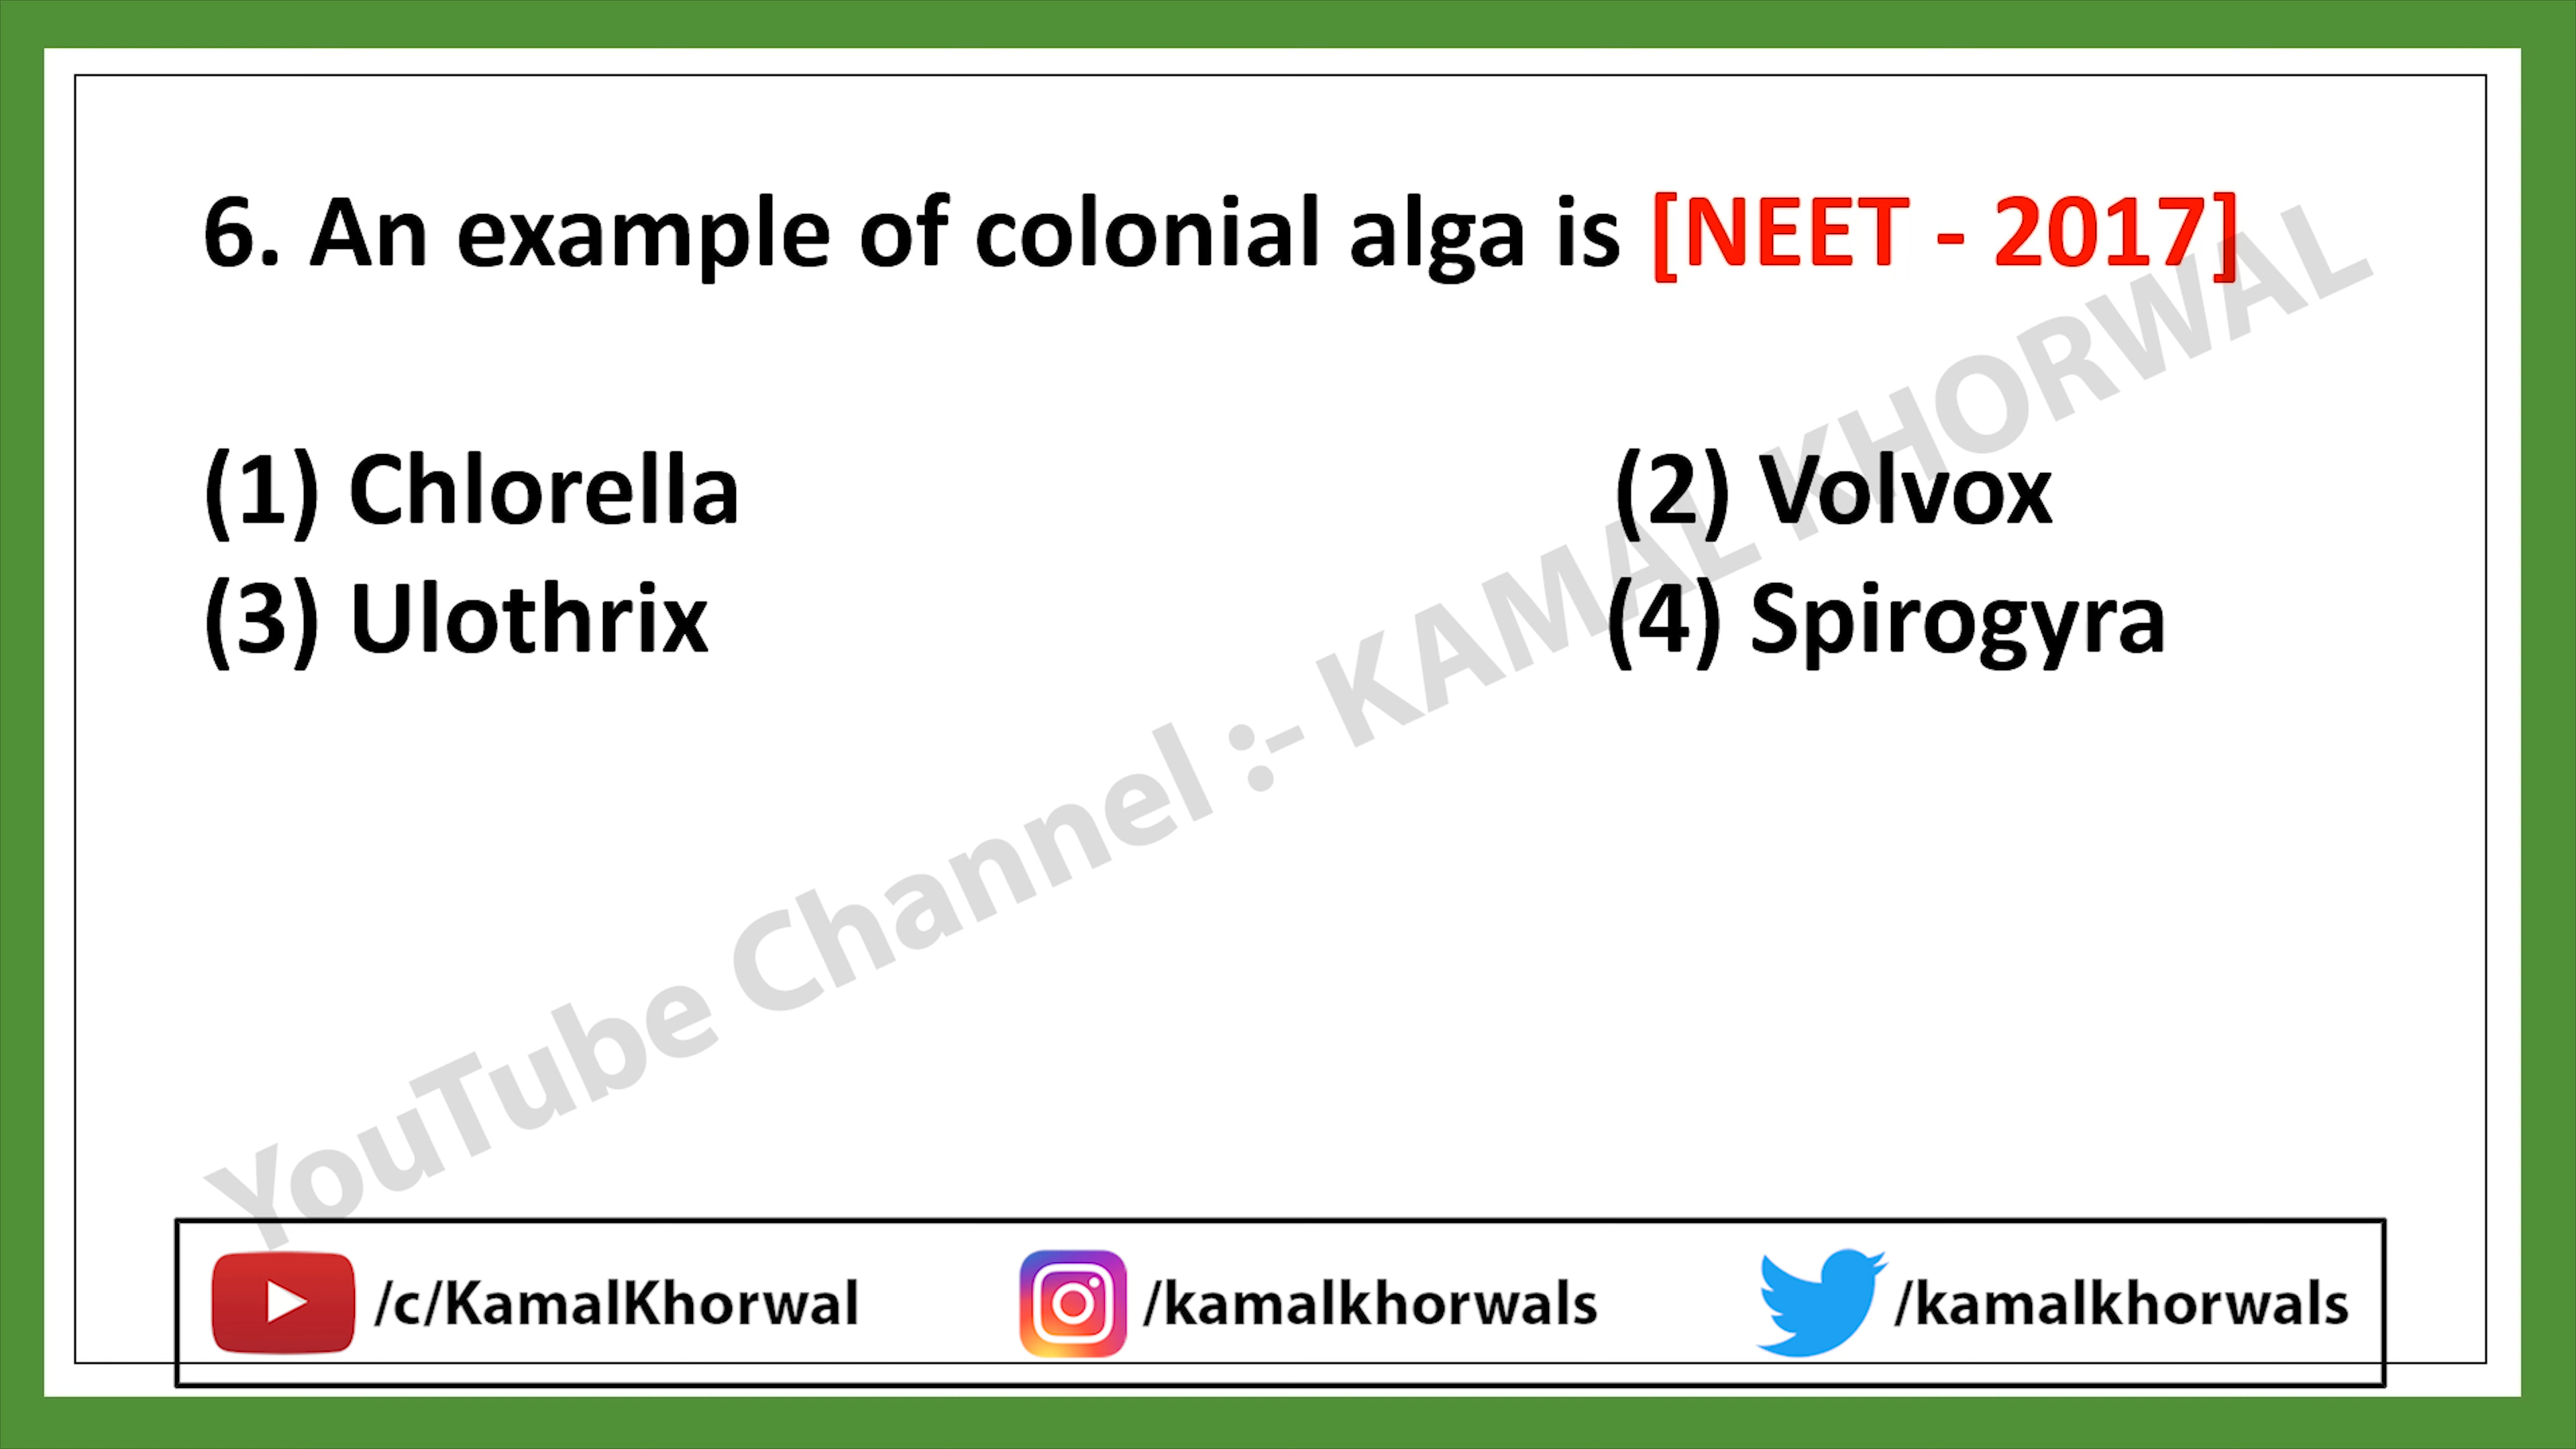 6. An example of colonial alga is [NEET - 2017]
(1) Chlorella (2) Volvox
(3) Ulothrix (4) Spirogyra
YouTube Channel :- KAMAL KHORWAL
/c/KamalKhorwal /kamalkhorwals /kamalkhorwals